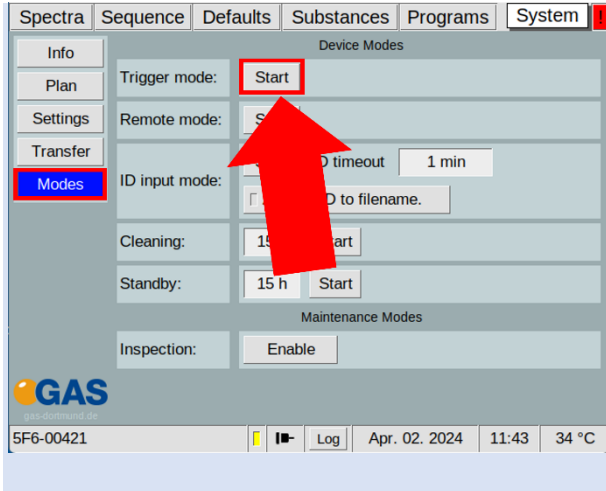 Spectra Sequence Defaults Substances Programs System !
Info
Plan
Settings
Transfer
Modes
Device Modes
Trigger mode: Start
Remote mode:
ID input mode: timeout 1 min
to filename.
Cleaning:
Standby: 15 h Start
Maintenance Modes
Inspection: Enable
GAS
gas-dortmund.de
5F6-00421 Log Apr. 02. 2024 11:43 34 °C